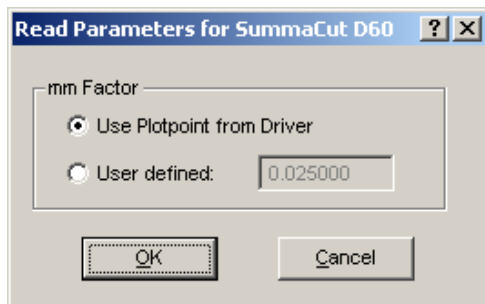 Read Parameters for SummaCut D60
mm Factor
Use Plotpoint from Driver
User defined: 0.025000
OK Cancel